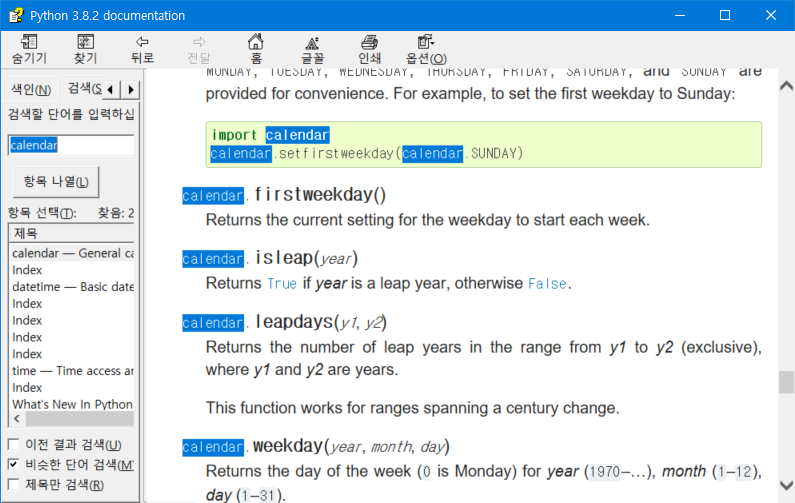 Python 3.8.2 documentation
숨기기 찾기 뒤로 전달 홈 글꼴 인쇄 옵션(O)
색인(N) 검색(S
검색할 단어를 입력하십
calendar
항목 나열(L)
항목 선택(T): 찾음: 2
제목
calendar — General ca
Index
datetime — Basic date
Index
Index
Index
Index
time — Time access an
Index
What's New In Python
이전 결과 검색(U)
비슷한 단어 검색(M
제목만 검색(R)
MONDAY, TUESDAY, WEDNESDAY, THURSDAY, FRIDAY, SATURDAY, and SUNDAY are
provided for convenience. For example, to set the first weekday to Sunday:
import calendar
calendar.setfirstweekday(calendar.SUNDAY)
calendar.firstweekday()
Returns the current setting for the weekday to start each week.
calendar.isleap(year)
Returns True if year is a leap year, otherwise False.
calendar.leapdays(y1, y2)
Returns the number of leap years in the range from y1 to y2 (exclusive),
where y1 and y2 are years.
This function works for ranges spanning a century change.
calendar.weekday(year, month, day)
Returns the day of the week (0 is Monday) for year (1970–...), month (1–12),
day (1–31).